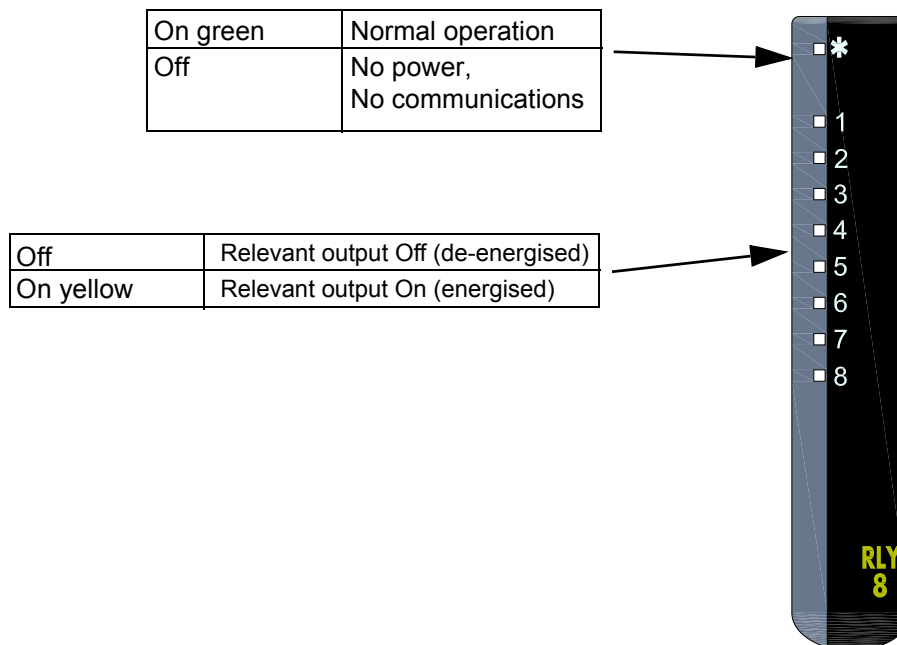 On green Normal operation
Off No power,
No communications
✱
1
2
3
4
5
6
7
8
Off Relevant output Off (de-energised)
On yellow Relevant output On (energised)
RLY
8